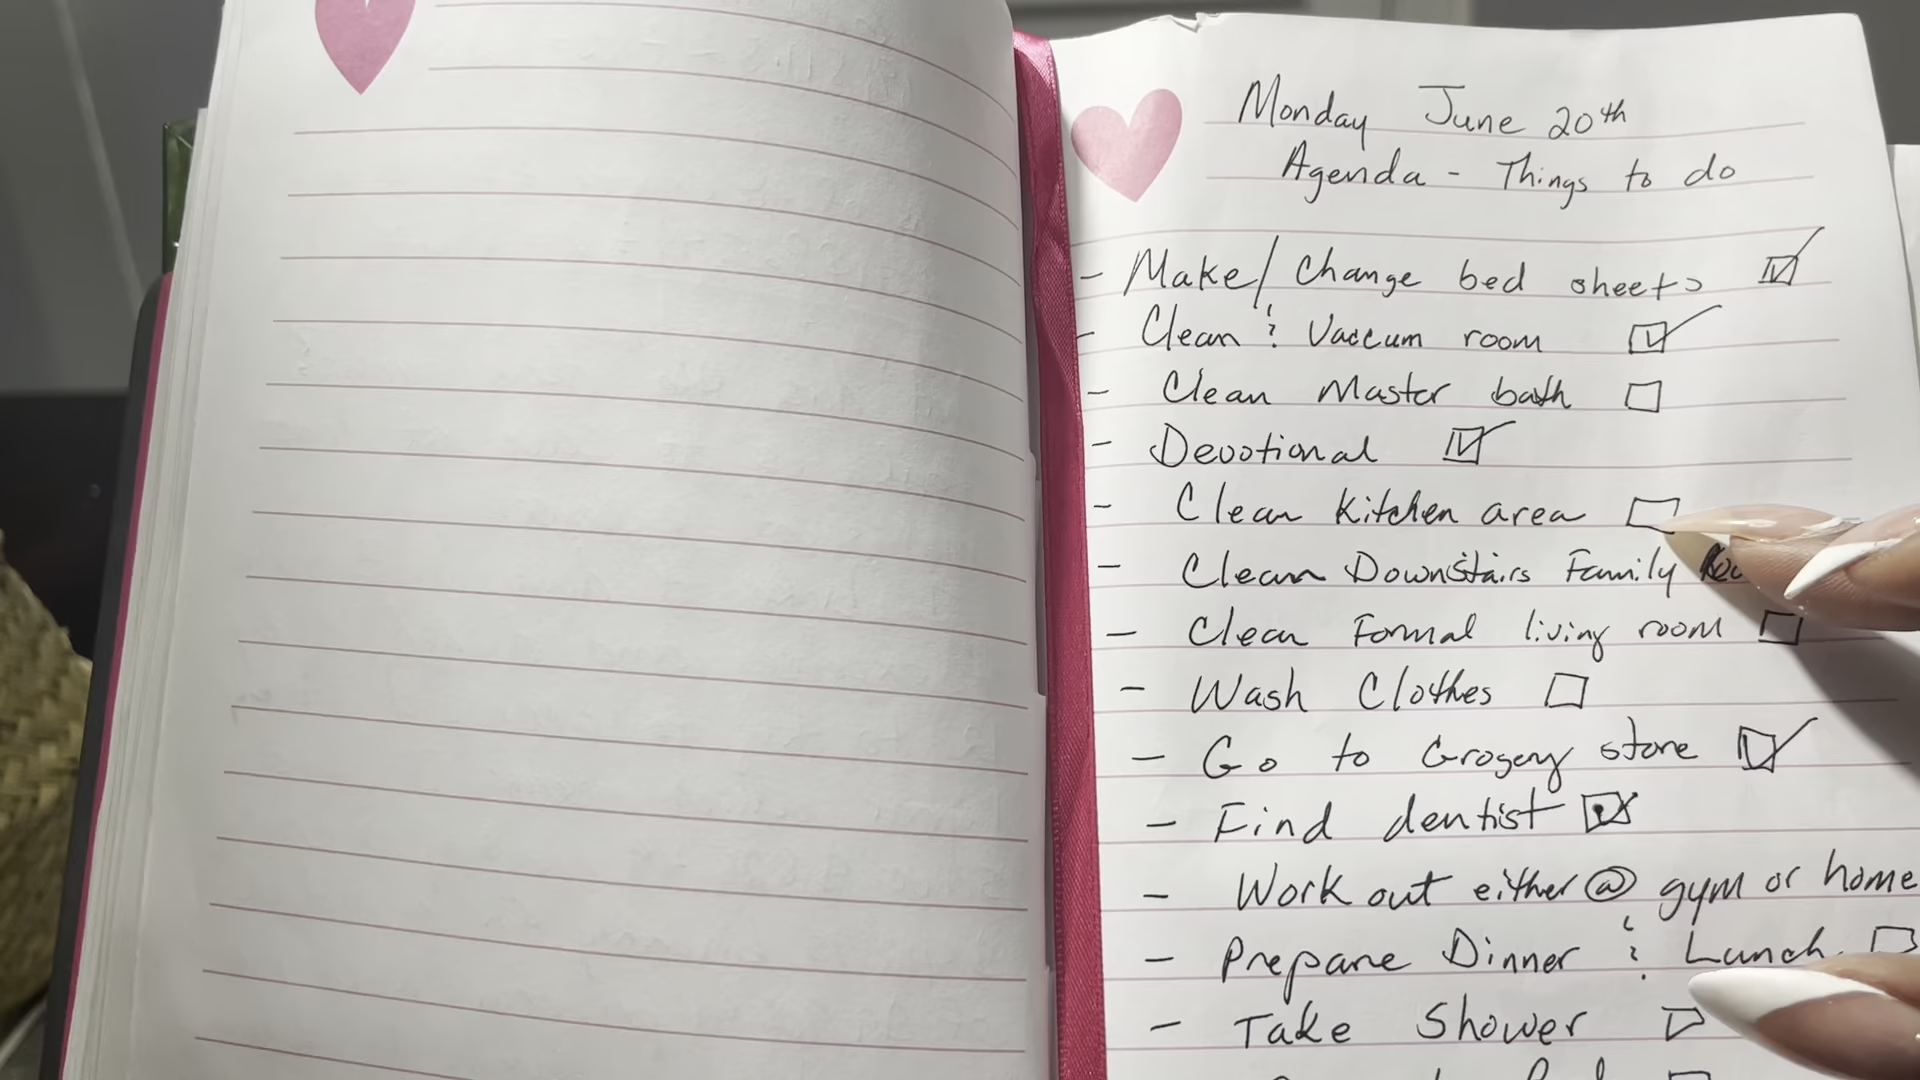 Monday June 20th
Agenda - Things to do
- Make/Change bed sheets ☑
- Clean & Vaccum room ☑
- Clean Master bath ☐
- Devotional ☑
- Clean Kitchen area ☐
- Clean Downstairs Family
- Clean Formal living room ☐
- Wash Clothes ☐
- Go to Grogery store ☑
- Find dentist ☑
- Work out either @ gym or home
- Prepare Dinner & Lunch. ☐
- Take Shower ☐